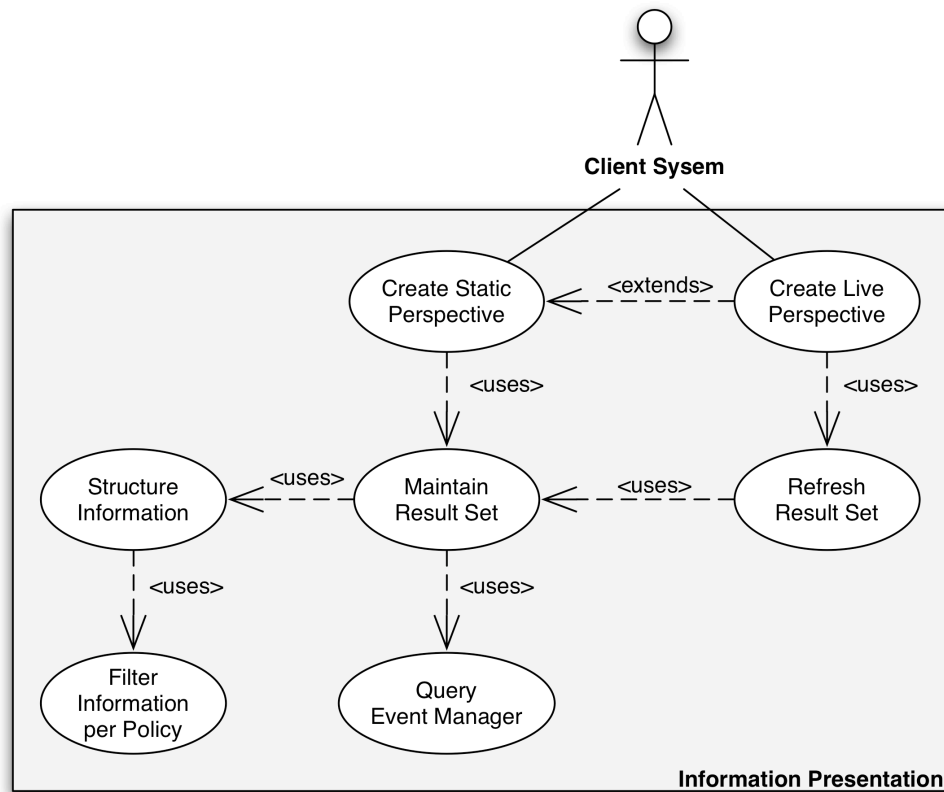 Client Sysem
Create Static
Perspective
<extends>
Create Live
Perspective
<uses>
<uses>
Structure
Information
<uses>
Maintain
Result Set
<uses>
Refresh
Result Set
<uses>
<uses>
Filter
Information
per Policy
Query
Event Manager
Information Presentation